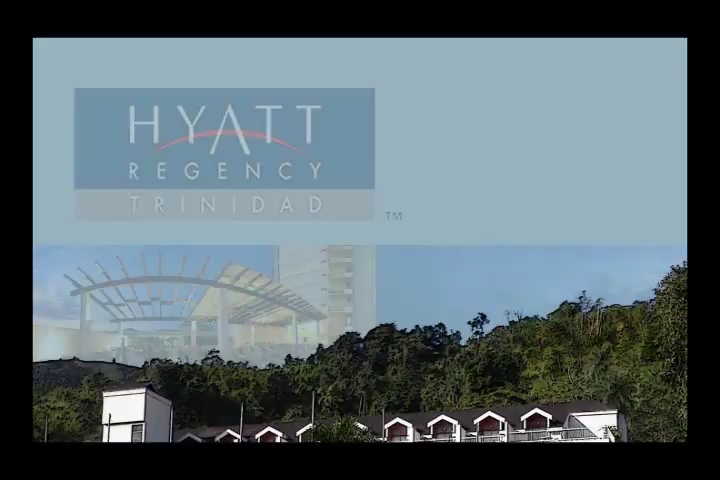 HYATT
REGENCY
TRINIDAD
™